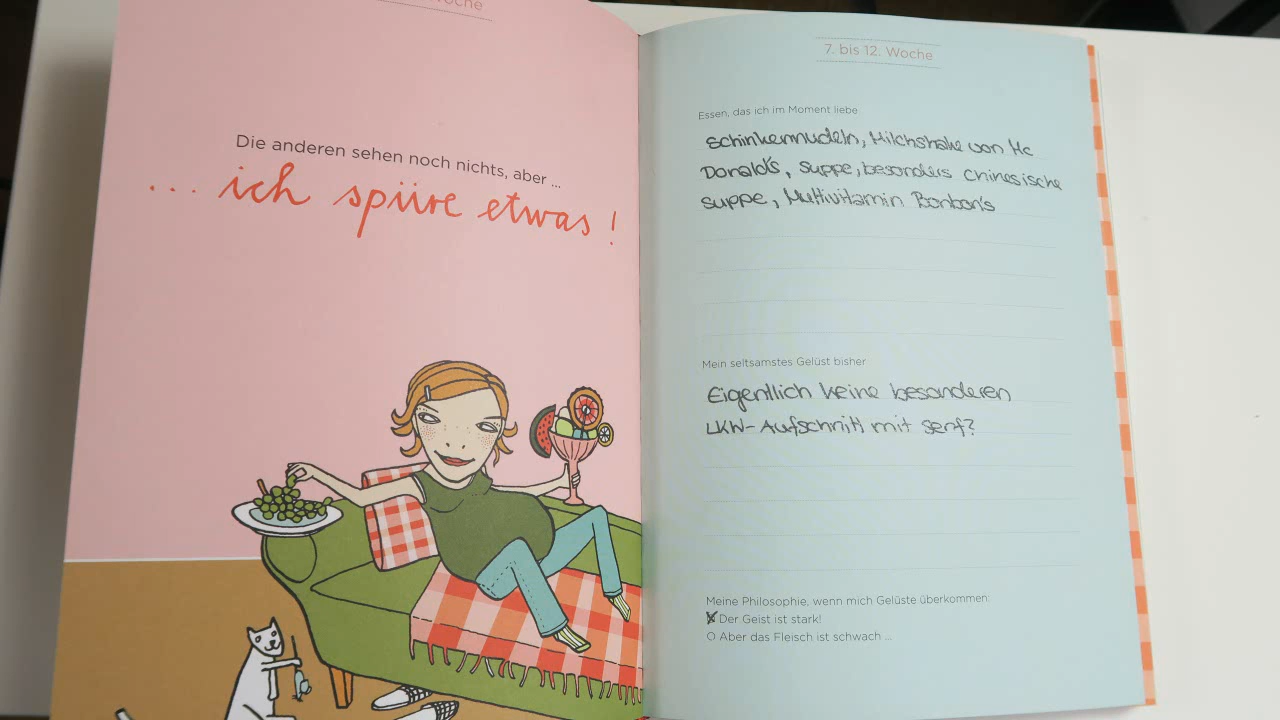 Woche
Die anderen sehen noch nichts, aber ...
... ich spüre etwas!
7. bis 12. Woche
Essen, das ich im Moment liebe
Schinkennudeln, Milchshake von Mc
Donald's, Suppe, besonders chinesische
Suppe, Multivitamin Bonbon's
Mein seltsamstes Gelüst bisher
Eigentlich keine besonderen
LKW-Aufschnitt mit Senf?
Meine Philosophie, wenn mich Gelüste überkommen:
Der Geist ist stark!
Aber das Fleisch ist schwach ...